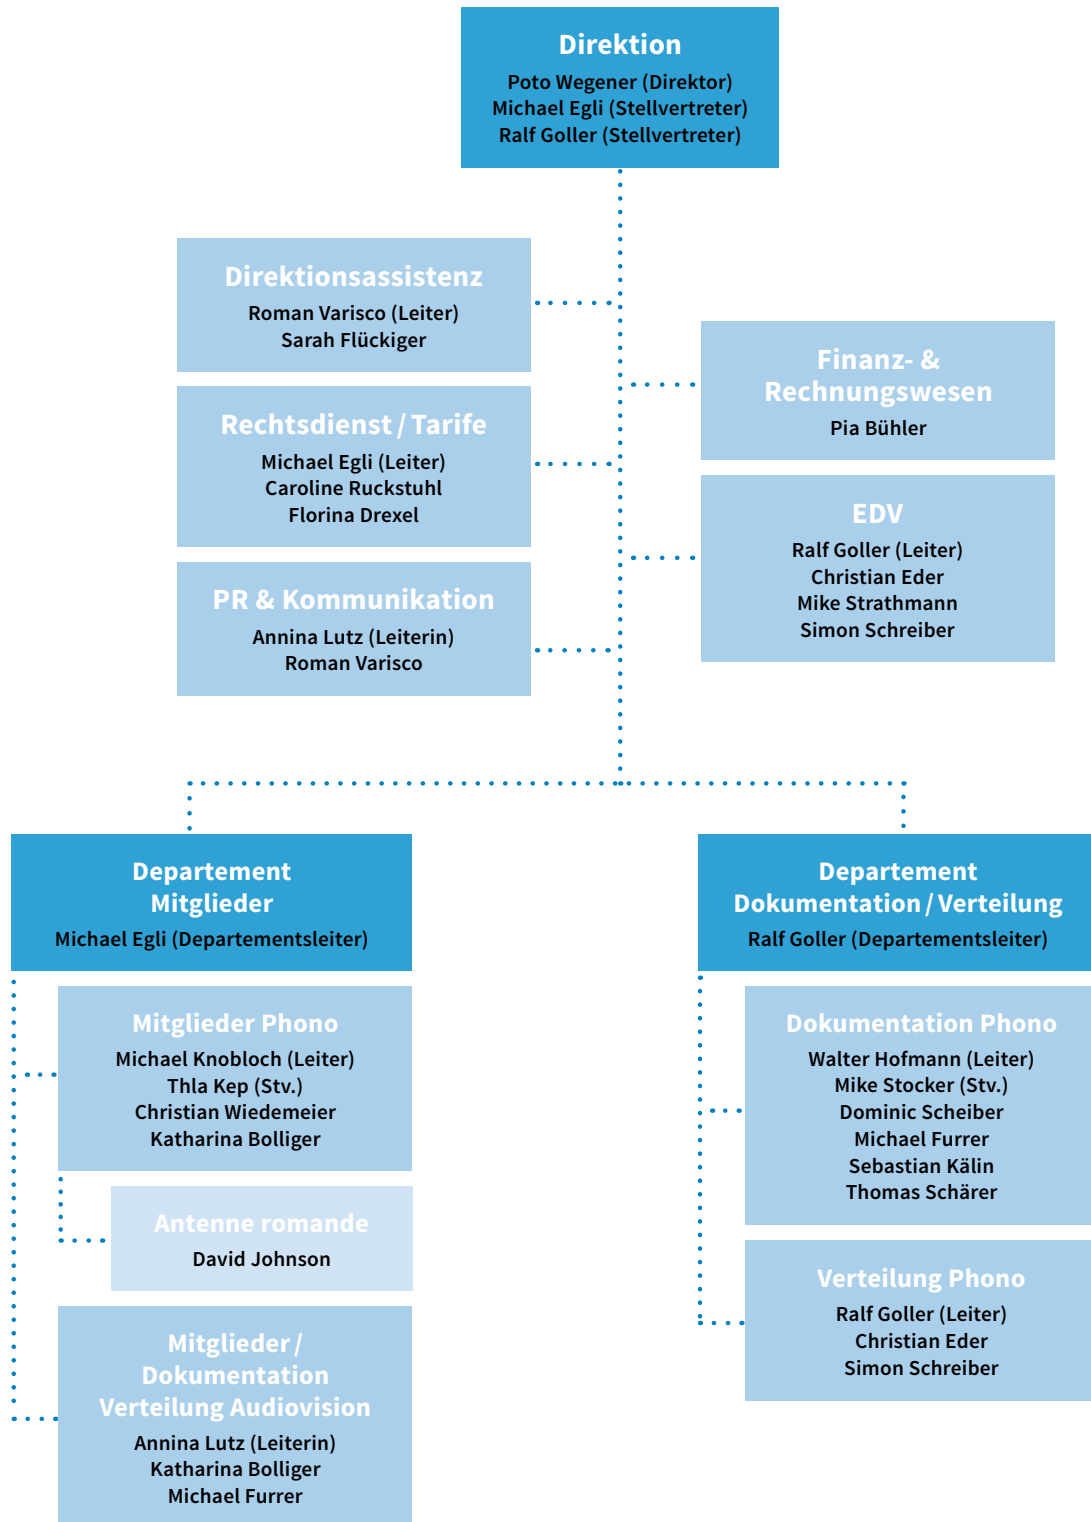 Direktion
Poto Wegener (Direktor)
Michael Egli (Stellvertreter)
Ralf Goller (Stellvertreter)
Direktionsassistenz
Roman Varisco (Leiter)
Sarah Flückiger
Rechtsdienst / Tarife
Michael Egli (Leiter)
Caroline Ruckstuhl
Florina Drexel
PR & Kommunikation
Annina Lutz (Leiterin)
Roman Varisco
Finanz- &
Rechnungswesen
Pia Bühler
EDV
Ralf Goller (Leiter)
Christian Eder
Mike Strathmann
Simon Schreiber
Departement
Mitglieder
Michael Egli (Departementsleiter)
Mitglieder Phono
Michael Knobloch (Leiter)
Thla Kep (Stv.)
Christian Wiedemeier
Katharina Bolliger
Antenne romande
David Johnson
Mitglieder /
Dokumentation
Verteilung Audiovision
Annina Lutz (Leiterin)
Katharina Bolliger
Michael Furrer
Departement
Dokumentation / Verteilung
Ralf Goller (Departementsleiter)
Dokumentation Phono
Walter Hofmann (Leiter)
Mike Stocker (Stv.)
Dominic Scheiber
Michael Furrer
Sebastian Kälin
Thomas Schärer
Verteilung Phono
Ralf Goller (Leiter)
Christian Eder
Simon Schreiber